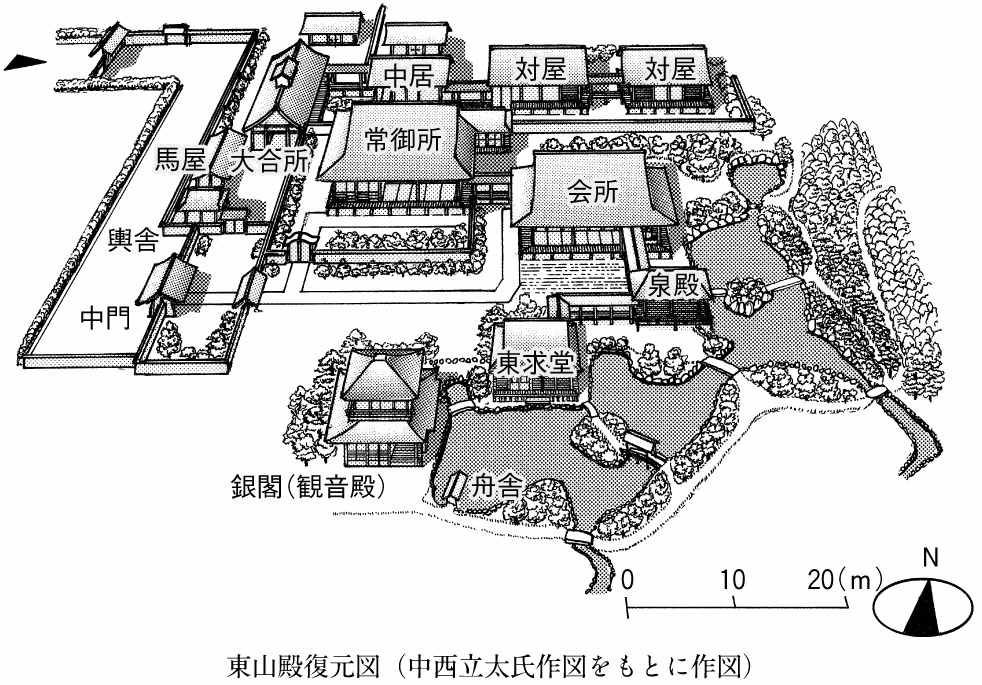 中居
対屋
対屋
常御所
馬屋
大合所
会所
輿舎
泉殿
中門
東求堂
銀閣(観音殿)
舟舎
N
0 10 20(m)
東山殿復元図（中西立太氏作図をもとに作図）